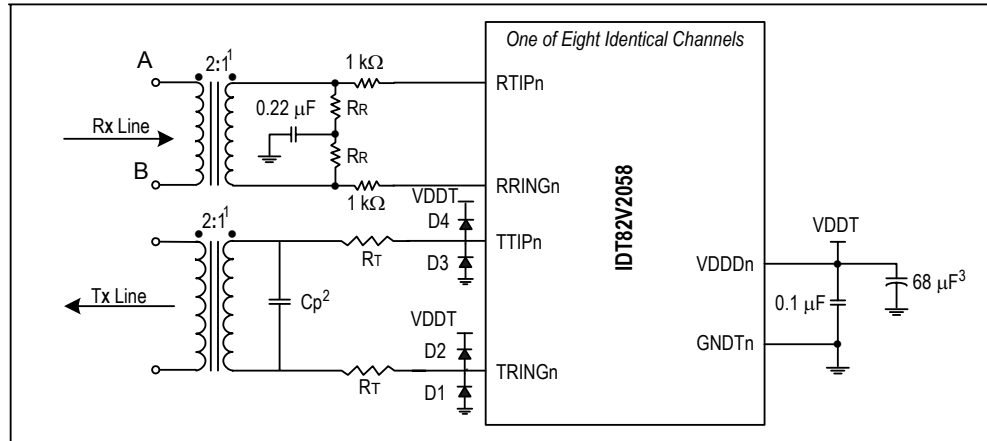 One of Eight Identical Channels
A
2:1¹
1 kΩ
RTIPn
0.22 µF
RR
Rx Line
RR
B
RRINGn
1 kΩ
VDDT
D4
2:1¹
TTIPn
RT
D3
IDT82V2058
VDDT
VDDDn
68 µF³
0.1 µF
Tx Line
Cp²
VDDT
GNDTn
D2
TRINGn
RT
D1